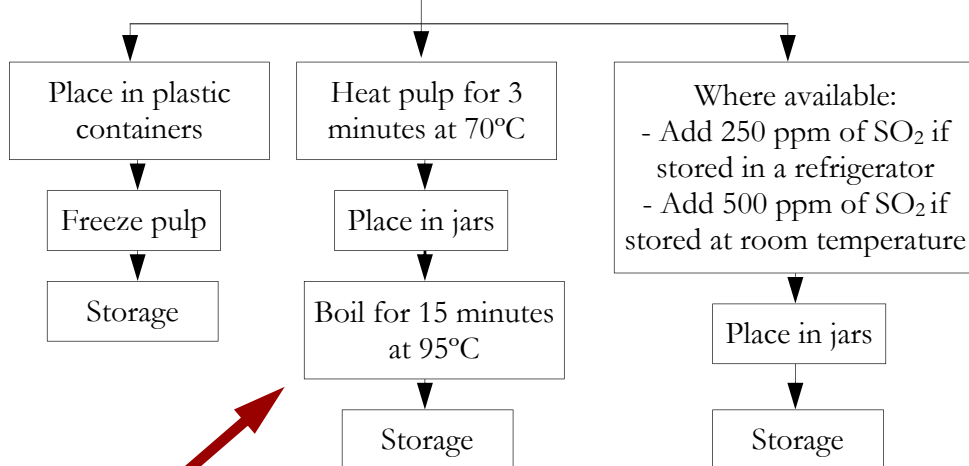 Place in plastic
containers
Freeze pulp
Storage
Heat pulp for 3
minutes at 70ºC
Place in jars
Boil for 15 minutes
at 95ºC
Storage
Where available:
- Add 250 ppm of SO₂ if
stored in a refrigerator
- Add 500 ppm of SO₂ if
stored at room temperature
Place in jars
Storage